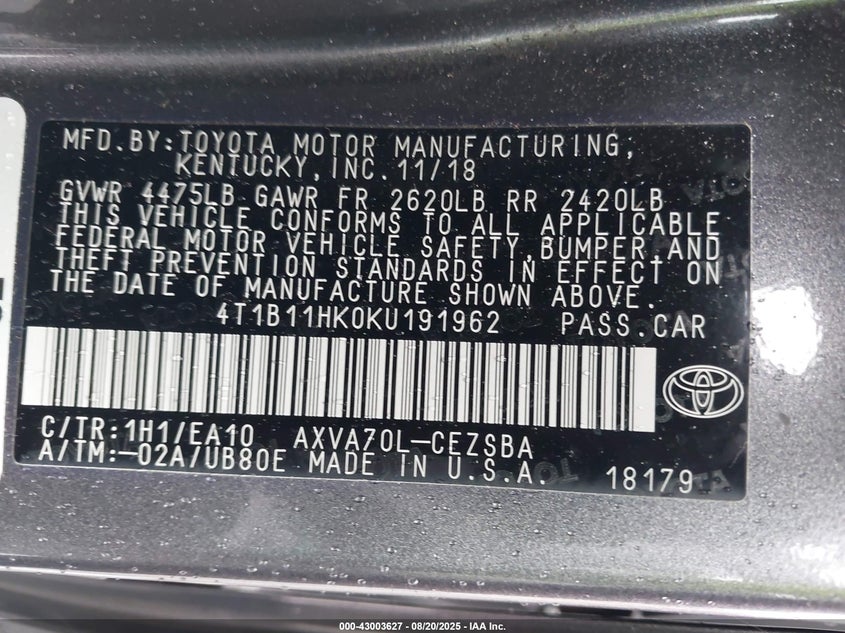 MFD. BY: TOYOTA MOTOR MANUFACTURING,
KENTUCKY, INC. 11/18
GVWR 4475LB GAWR FR 2620LB RR 2420LB
THIS VEHICLE CONFORMS TO ALL APPLICABLE
FEDERAL MOTOR VEHICLE SAFETY, BUMPER, AND
THEFT PREVENTION STANDARDS IN EFFECT ON
THE DATE OF MANUFACTURE SHOWN ABOVE.
4T1B11HK0KU191962 PASS. CAR
C/TR: 1H1/EA10 AXVA70L-CEZSBA
A/TM: -02A/UB80E MADE IN U.S.A. 18179
000-43003627 - 08/20/2025 - IAA Inc.